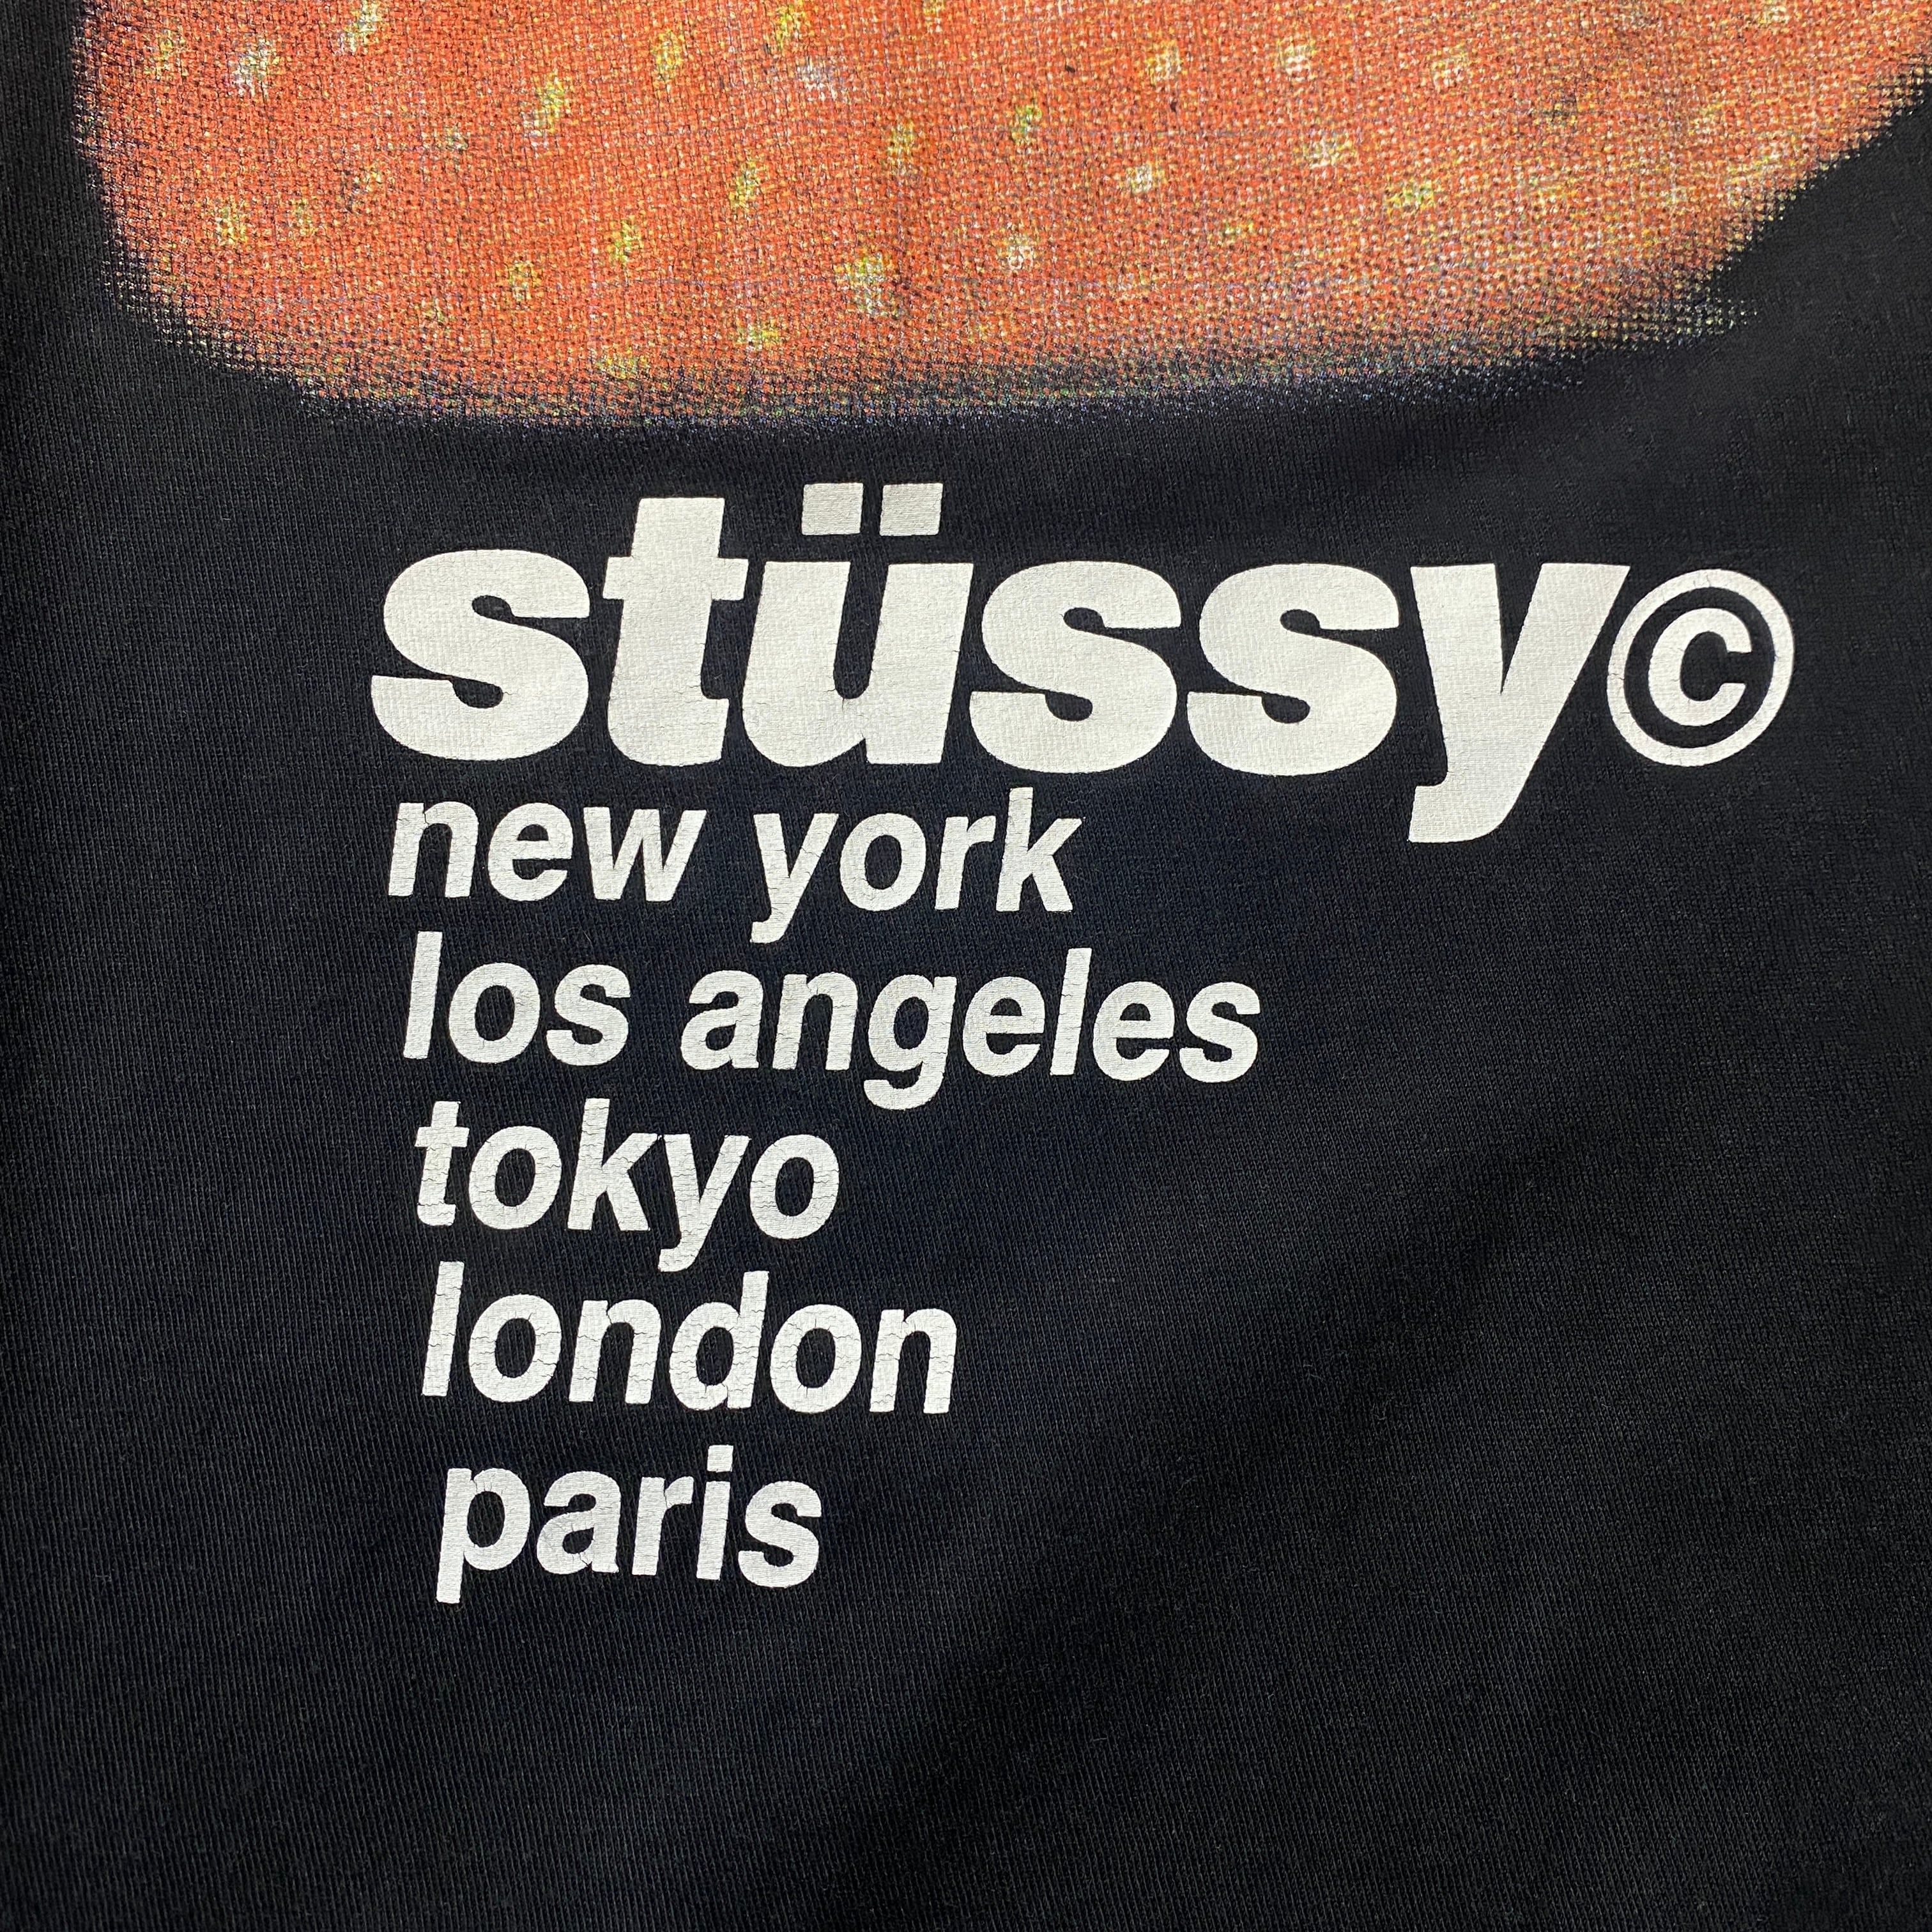 stüssy©
new york
los angeles
tokyo
london
paris